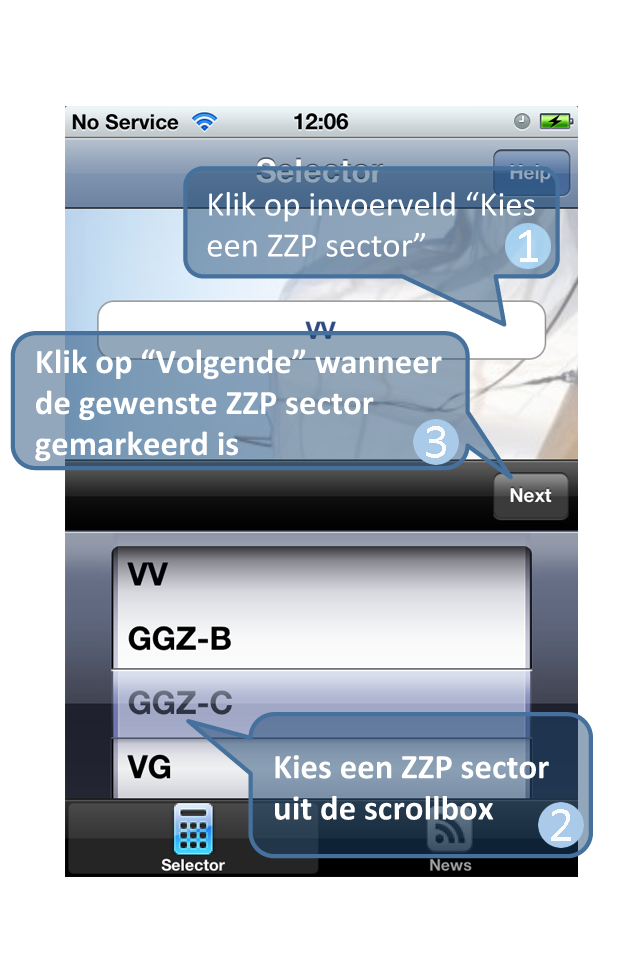 No Service 12:06
Selector
Help
Klik op invoerveld “Kies
een ZZP sector”
1
VV
Klik op “Volgende” wanneer
de gewenste ZZP sector
gemarkeerd is
3
Next
VV
GGZ-B
GGZ-C
VG
Kies een ZZP sector
uit de scrollbox
2
Selector
News